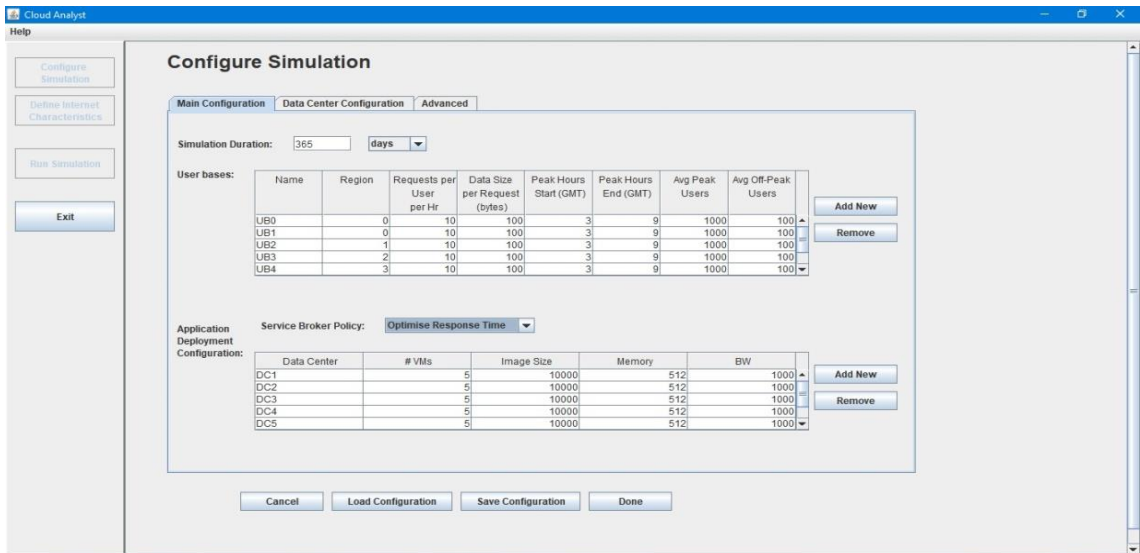 Cloud Analyst
Help
Configure Simulation
Configure
Simulation
Define Internet
Characteristics
Run Simulation
Exit
Main Configuration Data Center Configuration Advanced
Simulation Duration: 365 days
User bases:
Name Region Requests per User per Hr Data Size per Request (bytes) Peak Hours Start (GMT) Peak Hours End (GMT) Avg Peak Users Avg Off-Peak Users
UB0 0 10 100 3 9 1000 100
UB1 0 10 100 3 9 1000 100
UB2 1 10 100 3 9 1000 100
UB3 2 10 100 3 9 1000 100
UB4 3 10 100 3 9 1000 100
Add New
Remove
Application
Deployment
Configuration:
Service Broker Policy: Optimise Response Time
Data Center # VMs Image Size Memory BW
DC1 5 10000 512 1000
DC2 5 10000 512 1000
DC3 5 10000 512 1000
DC4 5 10000 512 1000
DC5 5 10000 512 1000
Add New
Remove
Cancel Load Configuration Save Configuration Done